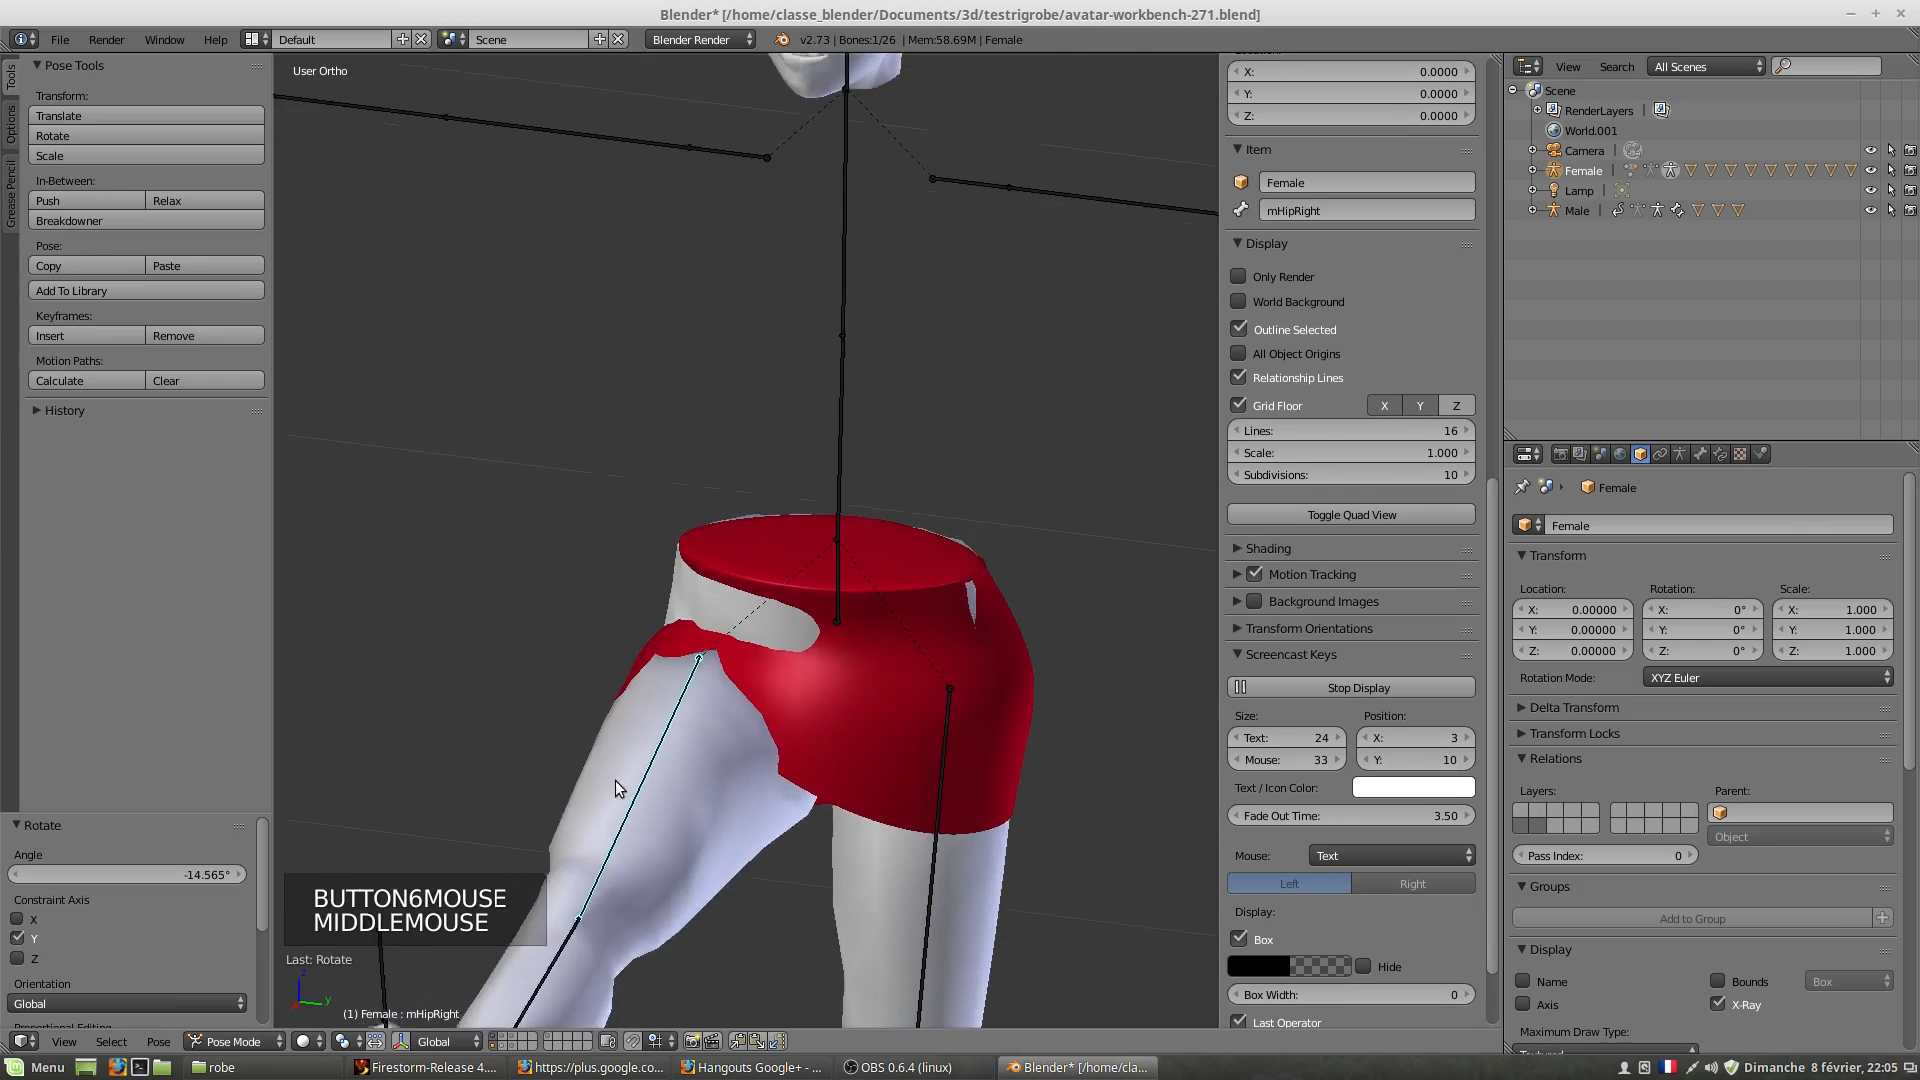 Blender* [/home/classe_blender/Documents/3d/testrigrobe/avatar-workbench-271.blend]
File Render Window Help Default Scene Blender Render v2.73 | Bones:1/26 | Mem:58.69M | Female
Tools
Options
Grease Pencil
Pose Tools
Transform:
Translate
Rotate
Scale
In-Between:
Push Relax
Breakdowner
Pose:
Copy Paste
Add To Library
Keyframes:
Insert Remove
Motion Paths:
Calculate Clear
History
Rotate
Angle
-14.565°
Constraint Axis
X
Y
Z
Orientation
Global
User Ortho
BUTTON6MOUSE
MIDDLEMOUSE
Last: Rotate
z
y
(1) Female : mHipRight
View Select Pose Pose Mode Global
X: 0.0000
Y: 0.0000
Z: 0.0000
Item
Female
mHipRight
Display
Only Render
World Background
Outline Selected
All Object Origins
Relationship Lines
Grid Floor X Y Z
Lines: 16
Scale: 1.000
Subdivisions: 10
Toggle Quad View
Shading
Motion Tracking
Background Images
Transform Orientations
Screencast Keys
Stop Display
Size: Position:
Text: 24 X: 3
Mouse: 33 Y: 10
Text / Icon Color:
Fade Out Time: 3.50
Mouse: Text
Left Right
Display:
Box
Hide
Box Width: 0
Last Operator
View Search All Scenes
Scene
RenderLayers
World.001
Camera
Female
Lamp
Male
Female
Female
Transform
Location: Rotation: Scale:
X: 0.00000 X: 0° X: 1.000
Y: 0.00000 Y: 0° Y: 1.000
Z: 0.00000 Z: 0° Z: 1.000
Rotation Mode: XYZ Euler
Delta Transform
Transform Locks
Relations
Layers: Parent:
Object
Pass Index: 0
Groups
Add to Group
Display
Name Bounds Box
Axis X-Ray
Maximum Draw Type:
Menu robe Firestorm-Release 4.... https://plus.google.co... Hangouts Google+ - ... OBS 0.6.4 (linux) Blender* [/home/cla... Dimanche 8 février, 22:05